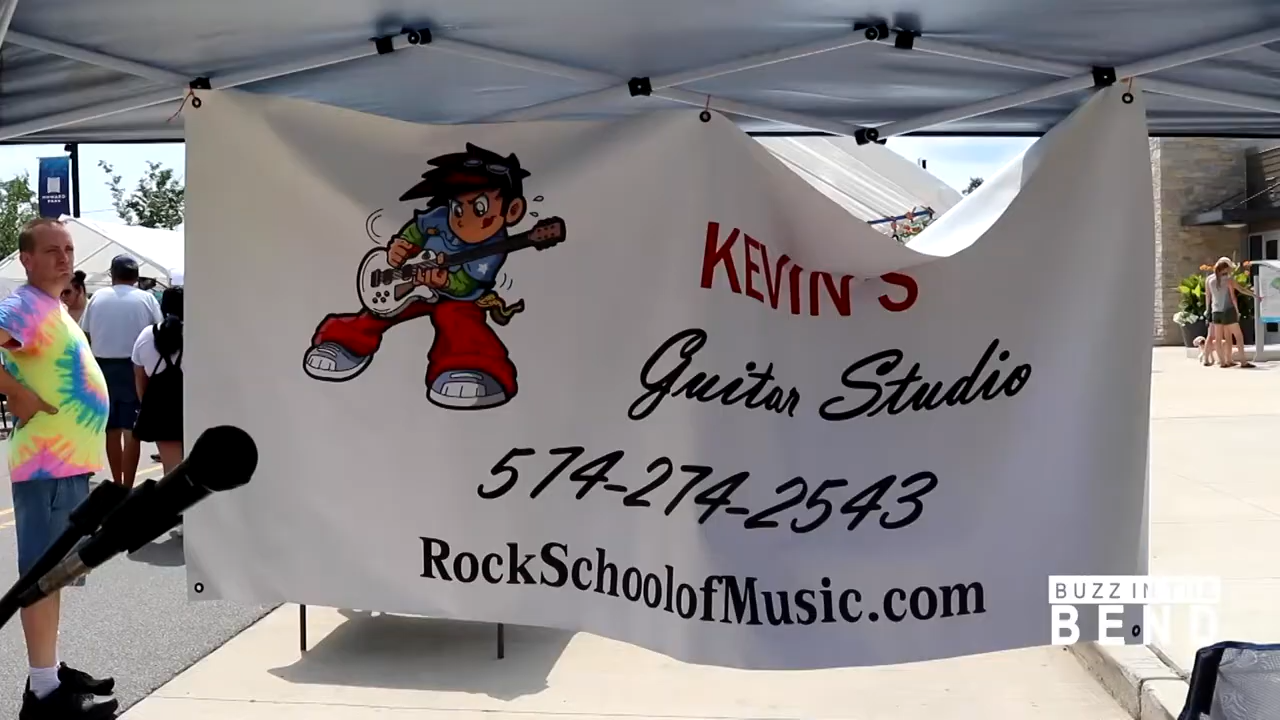 KEVIN'S
Guitar Studio
574-274-2543
RockSchoolofMusic.com
BUZZ IN THE
BEND